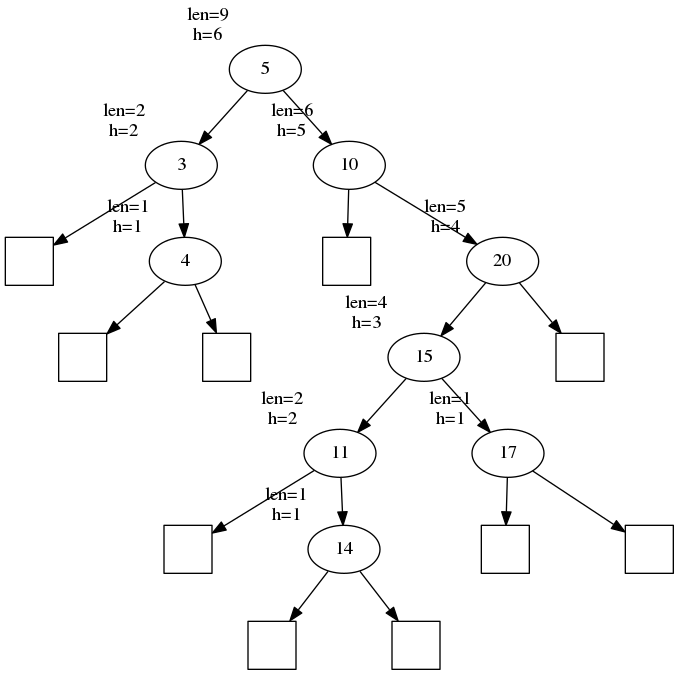 len=9
h=6
5
len=2
h=2
len=6
h=5
3
10
len=1
h=1
len=5
h=4
4
20
len=4
h=3
15
len=2
h=2
len=1
h=1
11
17
len=1
h=1
14